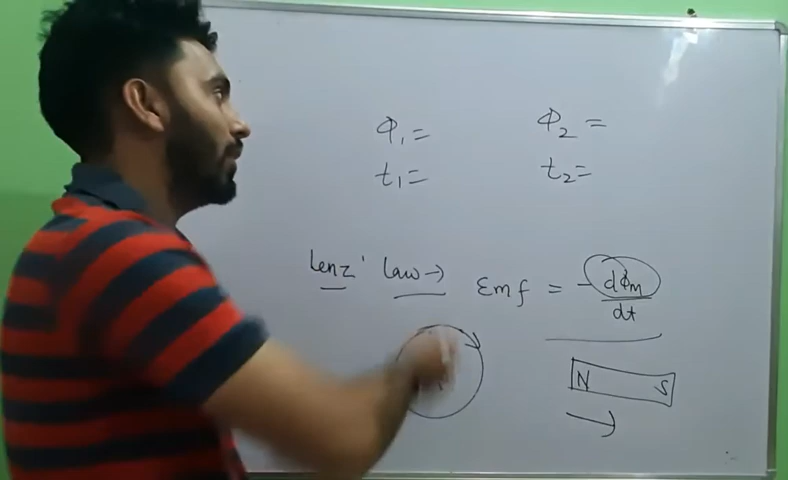 Φ₁= Φ₂=
t₁= t₂=
Lenz' Law→ Emf = -dΦm/dt
N S